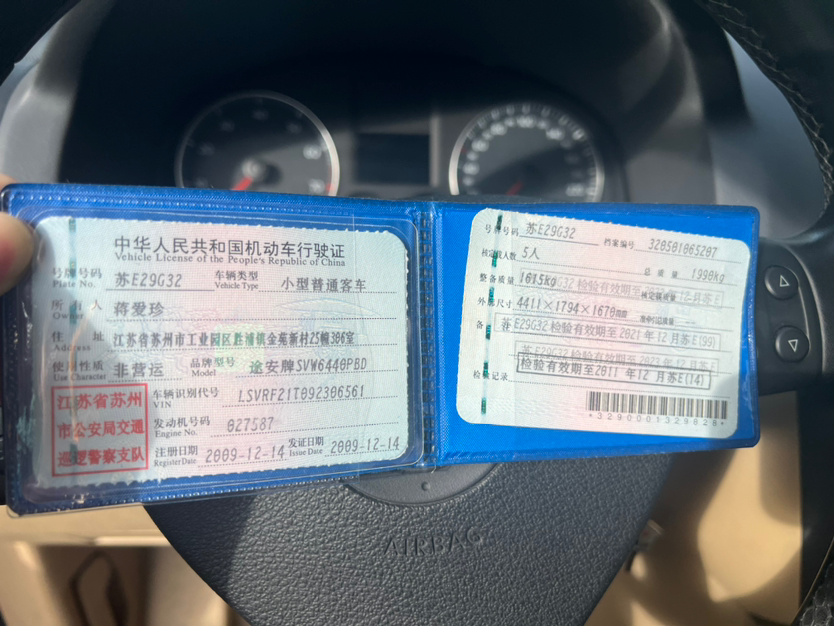 中华人民共和国机动车行驶证
Vehicle License of the People's Republic of China
号牌号码 苏E29G32 车辆类型 小型普通客车
Plate No. Vehicle Type
所有人 蒋爱珍
Owner
住址 江苏省苏州市工业园区胜浦镇金苑新村25幢306室
Address
使用性质 非营运 品牌型号 途安牌SVW6440PBD
Use Character Model
江苏省苏州市公安局交通巡逻警察支队
车辆识别代号 LSVRF21T092306561
VIN
发动机号码 027587
Engine No.
注册日期 2009-12-14 发证日期 2009-12-14
Register Date Issue Date
号牌号码 苏E29G32 档案编号 320501065207
核定载人数 5人 总质量 1990kg
整备质量 1615kg 核定载质量
外廓尺寸 4411×1794×1670mm
备 苏E29G32 检验有效期至 2021 年 12 月苏E(99)
检验记录 检验有效期至2011 年 12 月苏E(14)
*3290001329828*
AIRBAG